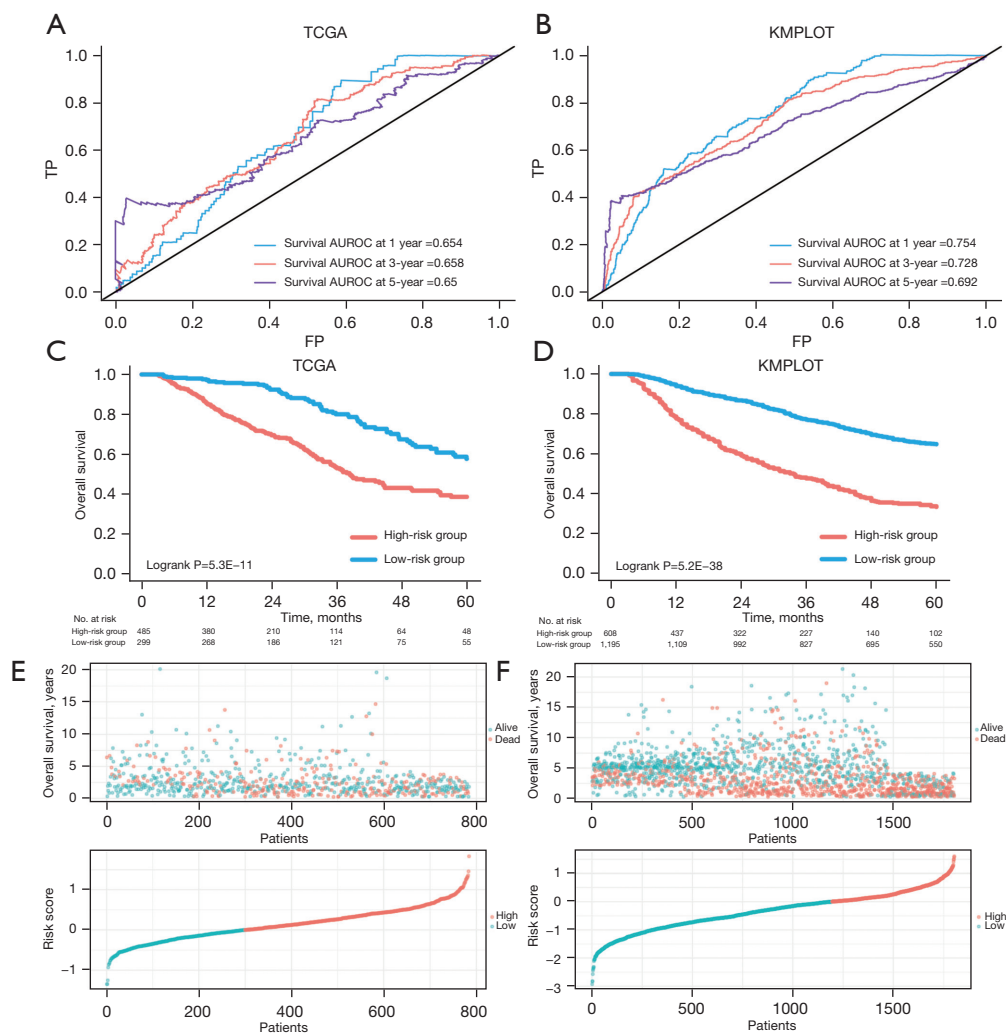 A
TCGA
TP
1.0
0.8
0.6
0.4
0.2
0.0
Survival AUROC at 1 year =0.654
Survival AUROC at 3-year =0.658
Survival AUROC at 5-year =0.65
0.0 0.2 0.4 0.6 0.8 1.0
FP
B
KMPLOT
TP
1.0
0.8
0.6
0.4
0.2
0.0
Survival AUROC at 1 year =0.754
Survival AUROC at 3-year =0.728
Survival AUROC at 5-year =0.692
0.0 0.2 0.4 0.6 0.8 1.0
FP
C
TCGA
Overall survival
1.0
0.8
0.6
0.4
0.2
0.0
High-risk group
Low-risk group
Logrank P=5.3E−11
0 12 24 36 48 60
Time, months
No. at risk
High-risk group 485 380 210 114 64 48
Low-risk group 299 268 186 121 75 55
D
KMPLOT
Overall survival
1.0
0.8
0.6
0.4
0.2
0.0
High-risk group
Low-risk group
Logrank P=5.2E−38
0 12 24 36 48 60
Time, months
No. at risk
High-risk group 608 437 322 227 140 102
Low-risk group 1,195 1,109 992 827 695 550
E
Overall survival, years
20
15
10
5
0
Alive
Dead
0 200 400 600 800
Patients
Risk score
1
0
−1
High
Low
0 200 400 600 800
Patients
F
Overall survival, years
20
15
10
5
0
Alive
Dead
0 500 1000 1500
Patients
Risk score
1
0
−1
−2
−3
High
Low
0 500 1000 1500
Patients